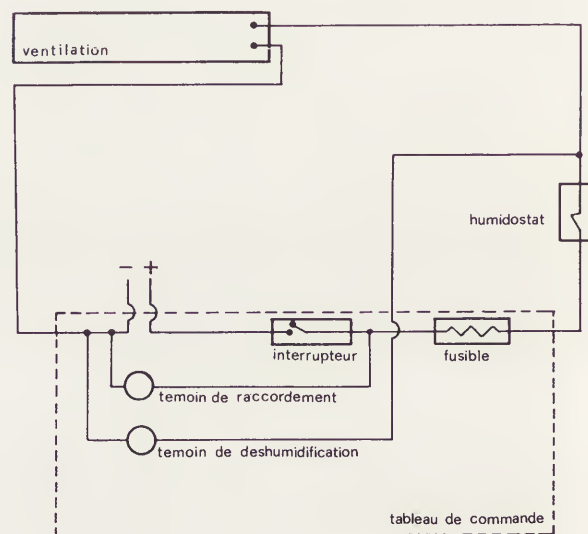 ventilation
humidostat
− +
interrupteur
fusible
temoin de raccordement
temoin de deshumidification
tableau de commande